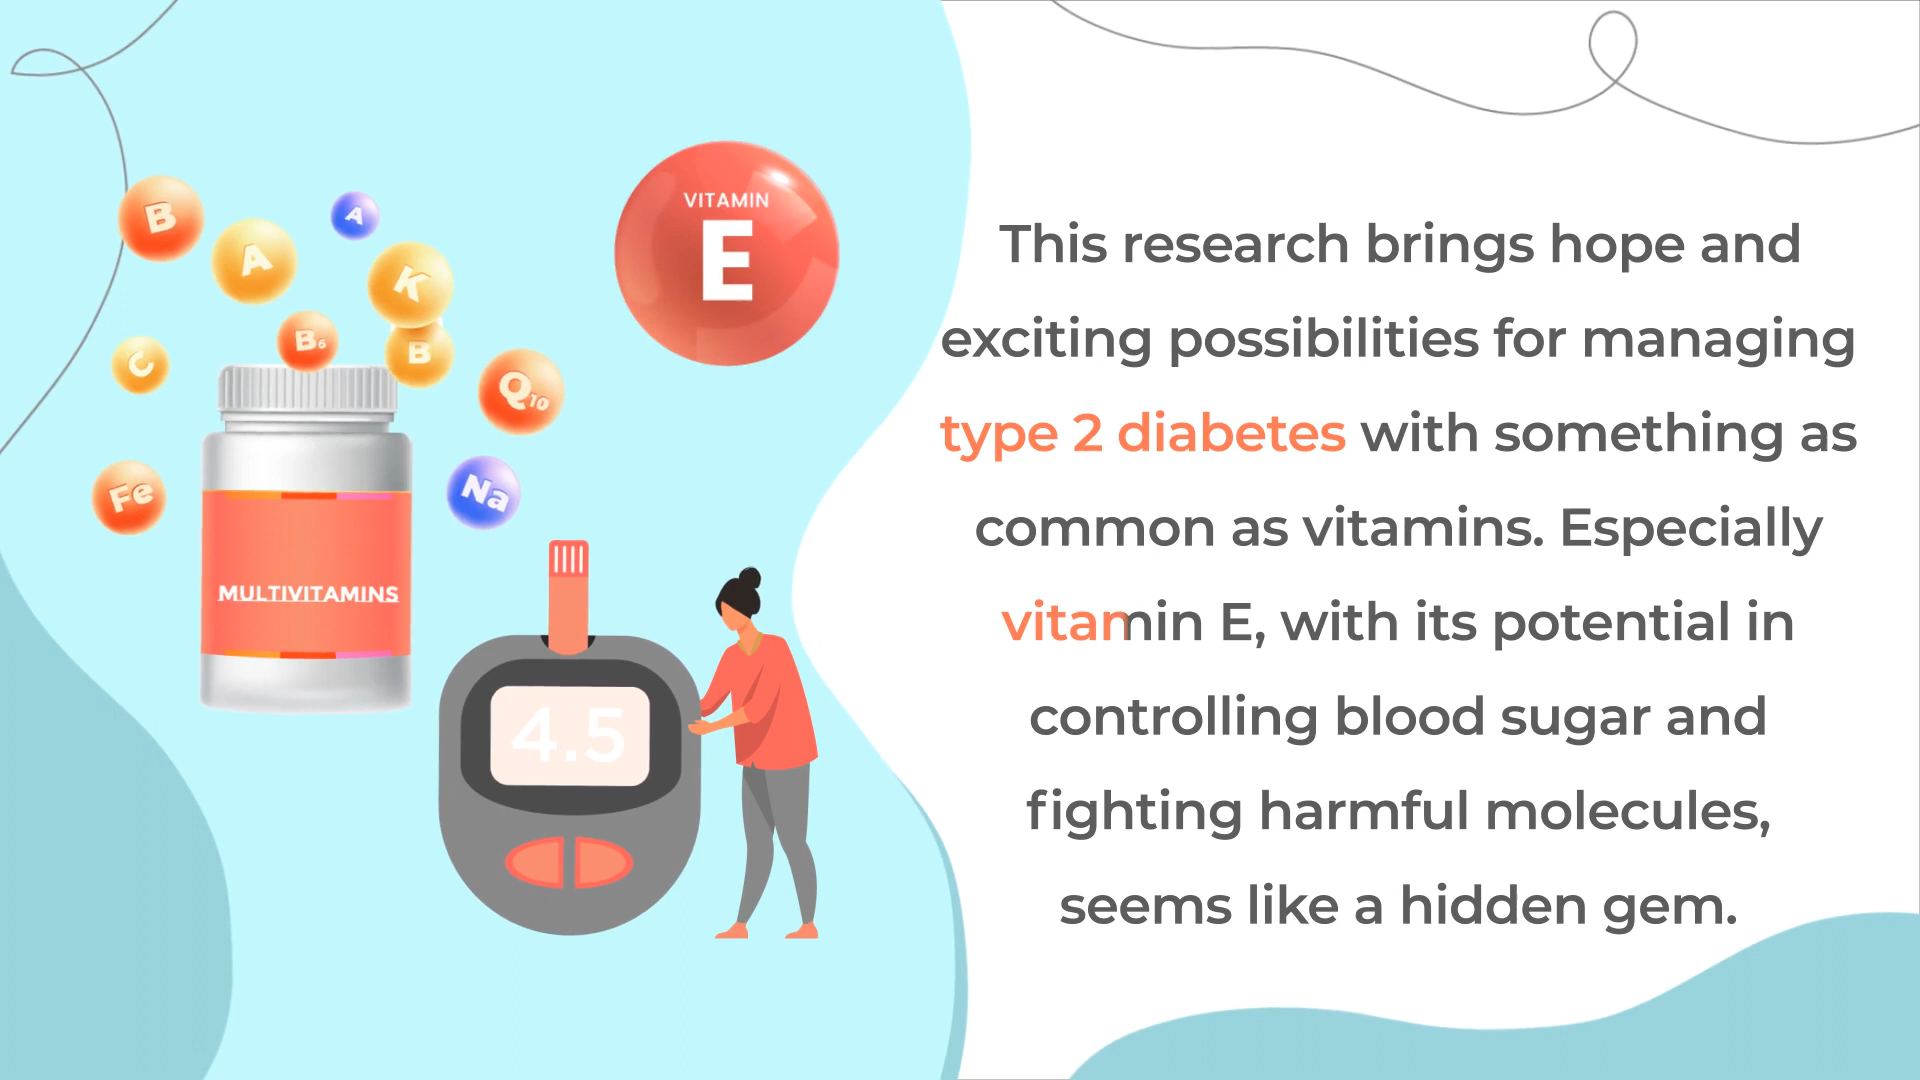 B
A
A
K
VITAMIN
E
B6
B
C
Q10
Fe
Na
MULTIVITAMINS
4.5
This research brings hope and
exciting possibilities for managing
type 2 diabetes with something as
common as vitamins. Especially
vitamin E, with its potential in
controlling blood sugar and
fighting harmful molecules,
seems like a hidden gem.